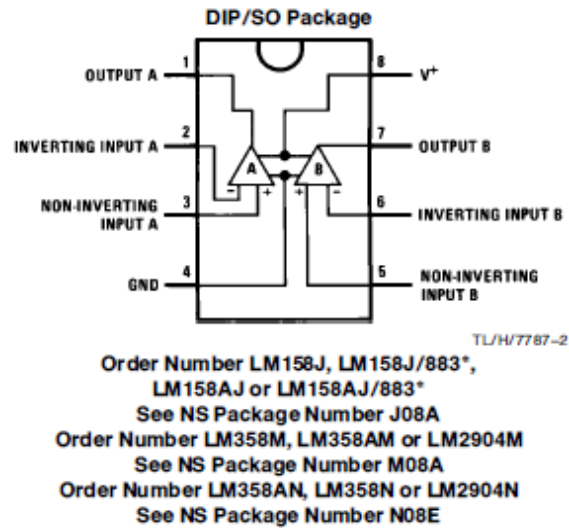 DIP/SO Package
1
OUTPUT A
8
V+
2
INVERTING INPUT A
7
OUTPUT B
A
B
- + + -
3
NON-INVERTING
INPUT A
6
INVERTING INPUT B
4
GND
5
NON-INVERTING
INPUT B
TL/H/7787–2
Order Number LM158J, LM158J/883*,
LM158AJ or LM158AJ/883*
See NS Package Number J08A
Order Number LM358M, LM358AM or LM2904M
See NS Package Number M08A
Order Number LM358AN, LM358N or LM2904N
See NS Package Number N08E